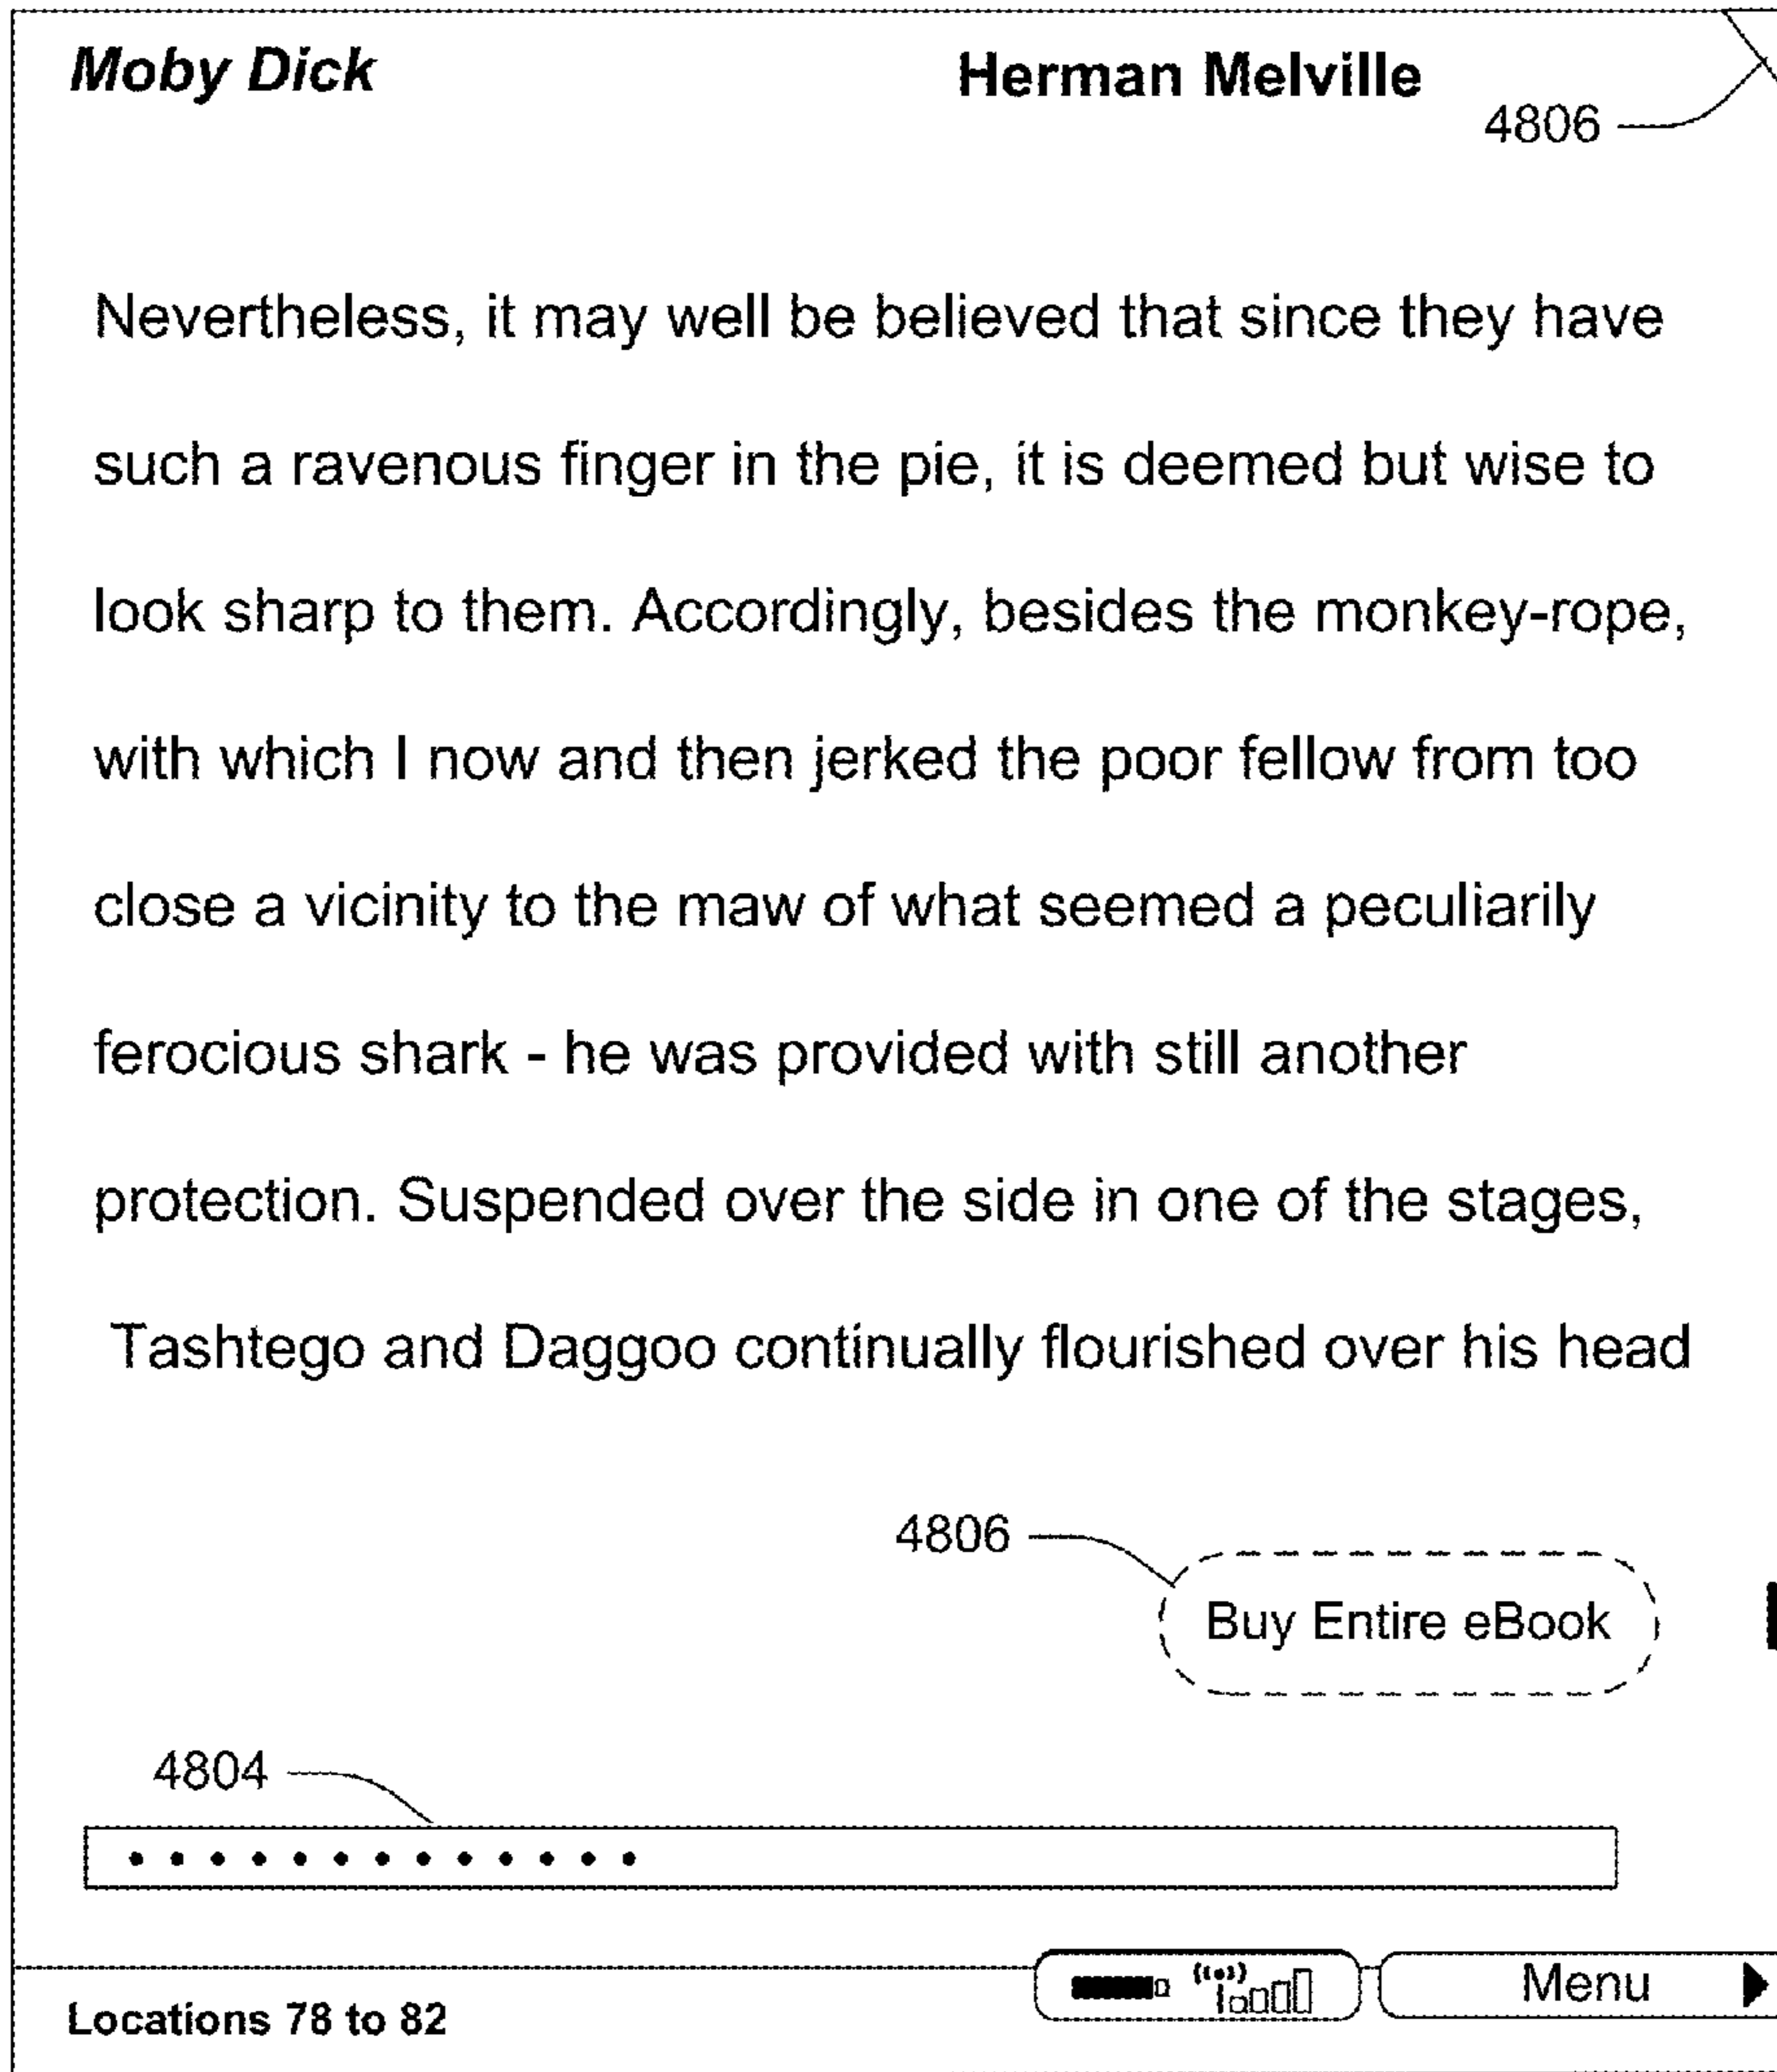 Moby Dick Herman Melville
4806
Nevertheless, it may well be believed that since they have
such a ravenous finger in the pie, it is deemed but wise to
look sharp to them. Accordingly, besides the monkey-rope,
with which I now and then jerked the poor fellow from too
close a vicinity to the maw of what seemed a peculiarily
ferocious shark - he was provided with still another
protection. Suspended over the side in one of the stages,
Tashtego and Daggoo continually flourished over his head
4806
Buy Entire eBook
4804
Menu
Locations 78 to 82